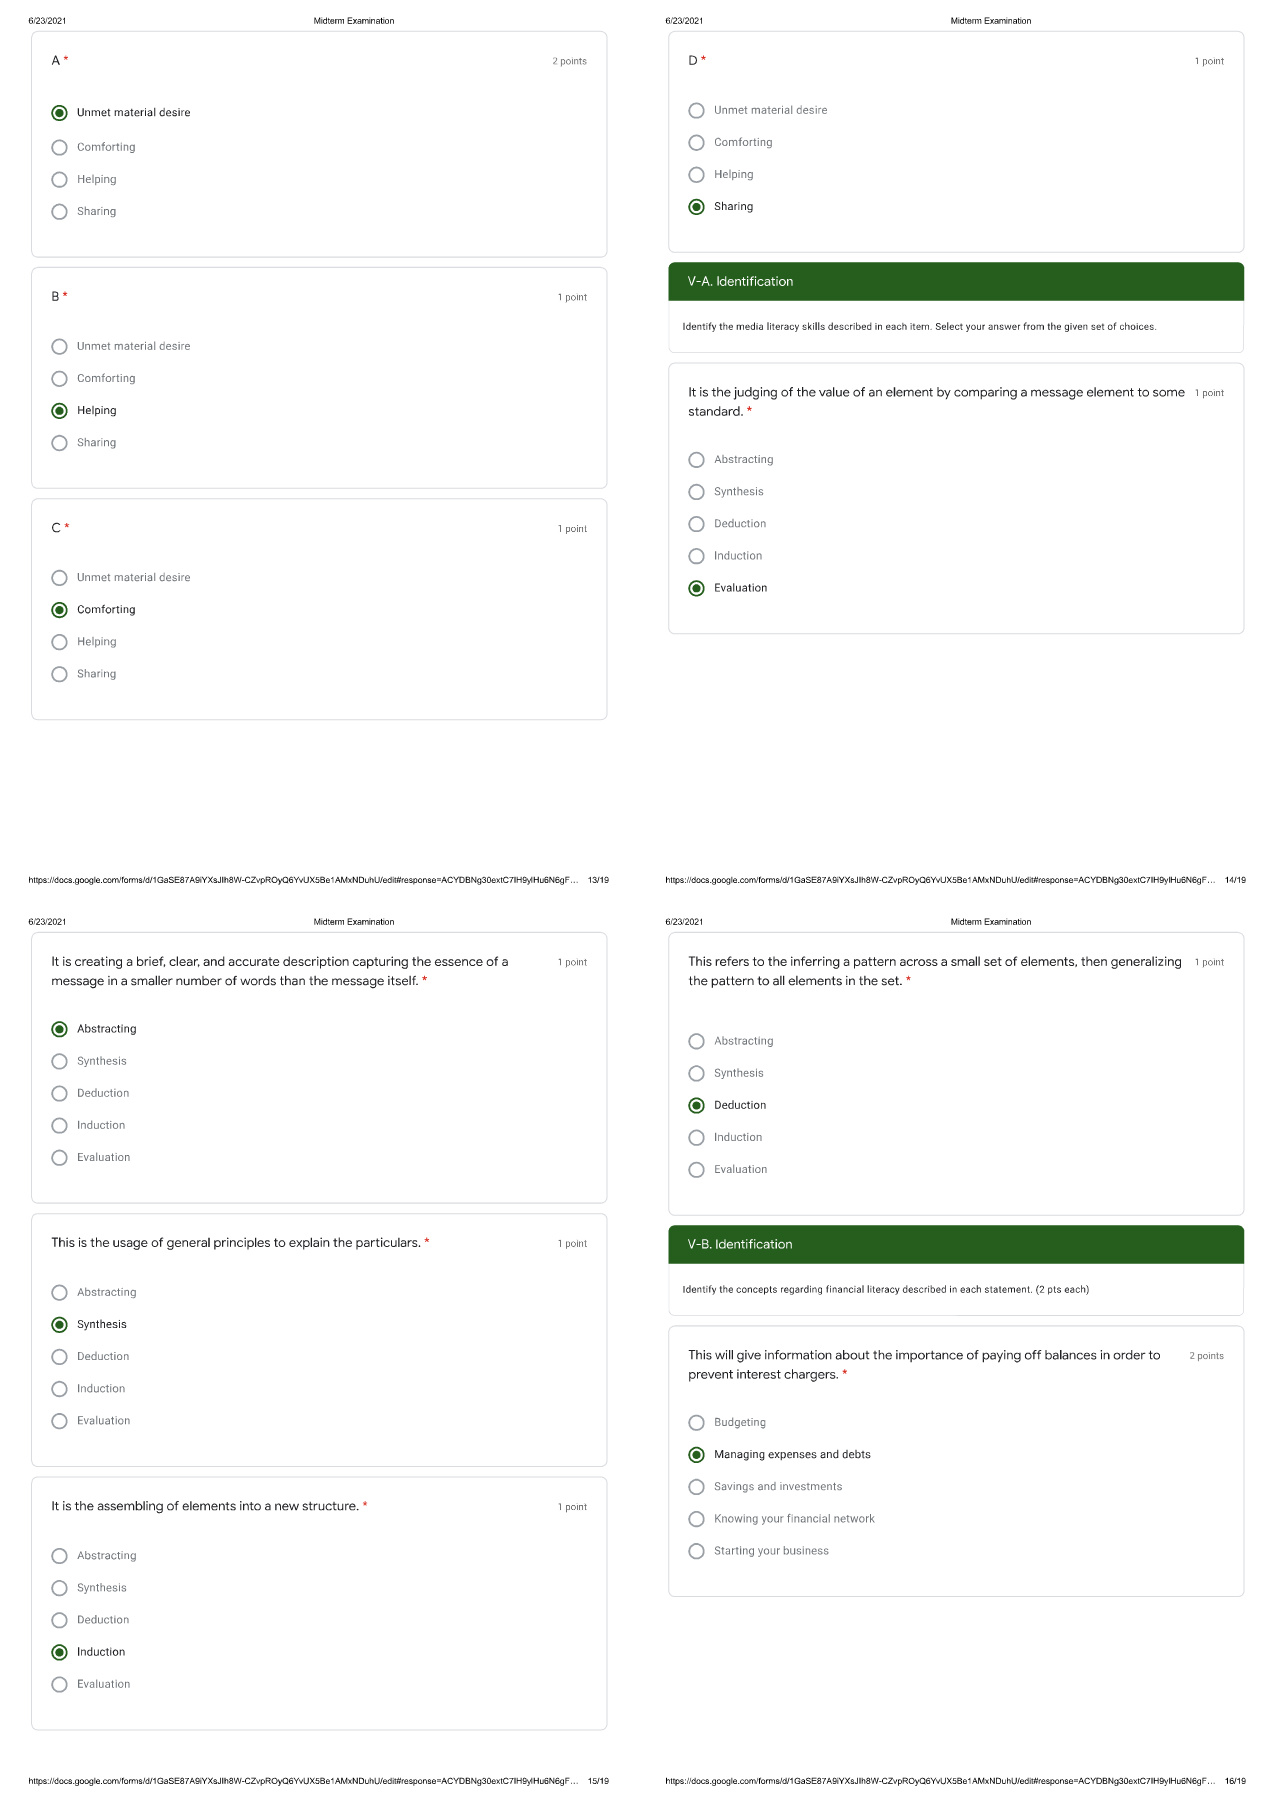 6/23/2021 Midterm Examination
A * 2 points
Unmet material desire
Comforting
Helping
Sharing
B * 1 point
Unmet material desire
Comforting
Helping
Sharing
C * 1 point
Unmet material desire
Comforting
Helping
Sharing
https://docs.google.com/forms/d/1GaSE87A9iYXsJlh8W-CZvpROyQ6YvUX5Be1AMxNDuhU/edit#response=ACYDBNg30extC7lH9ylHu6N6gF... 13/19
6/23/2021 Midterm Examination
D * 1 point
Unmet material desire
Comforting
Helping
Sharing
V-A. Identification
Identify the media literacy skills described in each item. Select your answer from the given set of choices.
It is the judging of the value of an element by comparing a message element to some 1 point
standard. *
Abstracting
Synthesis
Deduction
Induction
Evaluation
https://docs.google.com/forms/d/1GaSE87A9iYXsJlh8W-CZvpROyQ6YvUX5Be1AMxNDuhU/edit#response=ACYDBNg30extC7lH9ylHu6N6gF... 14/19
6/23/2021 Midterm Examination
It is creating a brief, clear, and accurate description capturing the essence of a 1 point
message in a smaller number of words than the message itself. *
Abstracting
Synthesis
Deduction
Induction
Evaluation
This is the usage of general principles to explain the particulars. * 1 point
Abstracting
Synthesis
Deduction
Induction
Evaluation
It is the assembling of elements into a new structure. * 1 point
Abstracting
Synthesis
Deduction
Induction
Evaluation
https://docs.google.com/forms/d/1GaSE87A9iYXsJlh8W-CZvpROyQ6YvUX5Be1AMxNDuhU/edit#response=ACYDBNg30extC7lH9ylHu6N6gF... 15/19
6/23/2021 Midterm Examination
This refers to the inferring a pattern across a small set of elements, then generalizing 1 point
the pattern to all elements in the set. *
Abstracting
Synthesis
Deduction
Induction
Evaluation
V-B. Identification
Identify the concepts regarding financial literacy described in each statement. (2 pts each)
This will give information about the importance of paying off balances in order to 2 points
prevent interest chargers. *
Budgeting
Managing expenses and debts
Savings and investments
Knowing your financial network
Starting your business
https://docs.google.com/forms/d/1GaSE87A9iYXsJlh8W-CZvpROyQ6YvUX5Be1AMxNDuhU/edit#response=ACYDBNg30extC7lH9ylHu6N6gF... 16/19